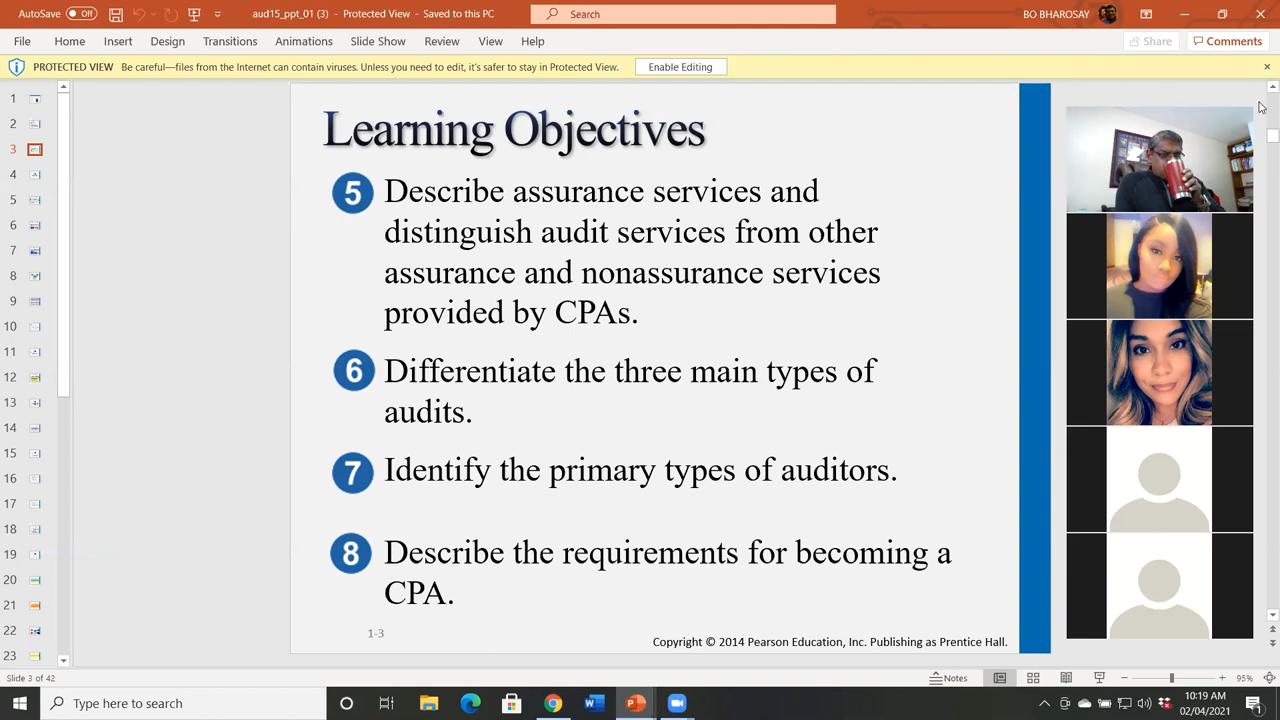 AutoSave Off aud15_ppt_01 (3) - Protected View - Saved to this PC Search BO BHAROSAY
File Home Insert Design Transitions Animations Slide Show Review View Help Share Comments
PROTECTED VIEW Be careful—files from the Internet can contain viruses. Unless you need to edit, it's safer to stay in Protected View. Enable Editing
1
2
3
4
5
6
7
8
9
10
11
12
13
14
15
16
17
18
19
20
21
22
23
Learning Objectives
5 Describe assurance services and
distinguish audit services from other
assurance and nonassurance services
provided by CPAs.
6 Differentiate the three main types of
audits.
7 Identify the primary types of auditors.
8 Describe the requirements for becoming a
CPA.
1-3
Copyright © 2014 Pearson Education, Inc. Publishing as Prentice Hall.
Slide 3 of 42 Notes 95%
Type here to search 10:19 AM
02/04/2021